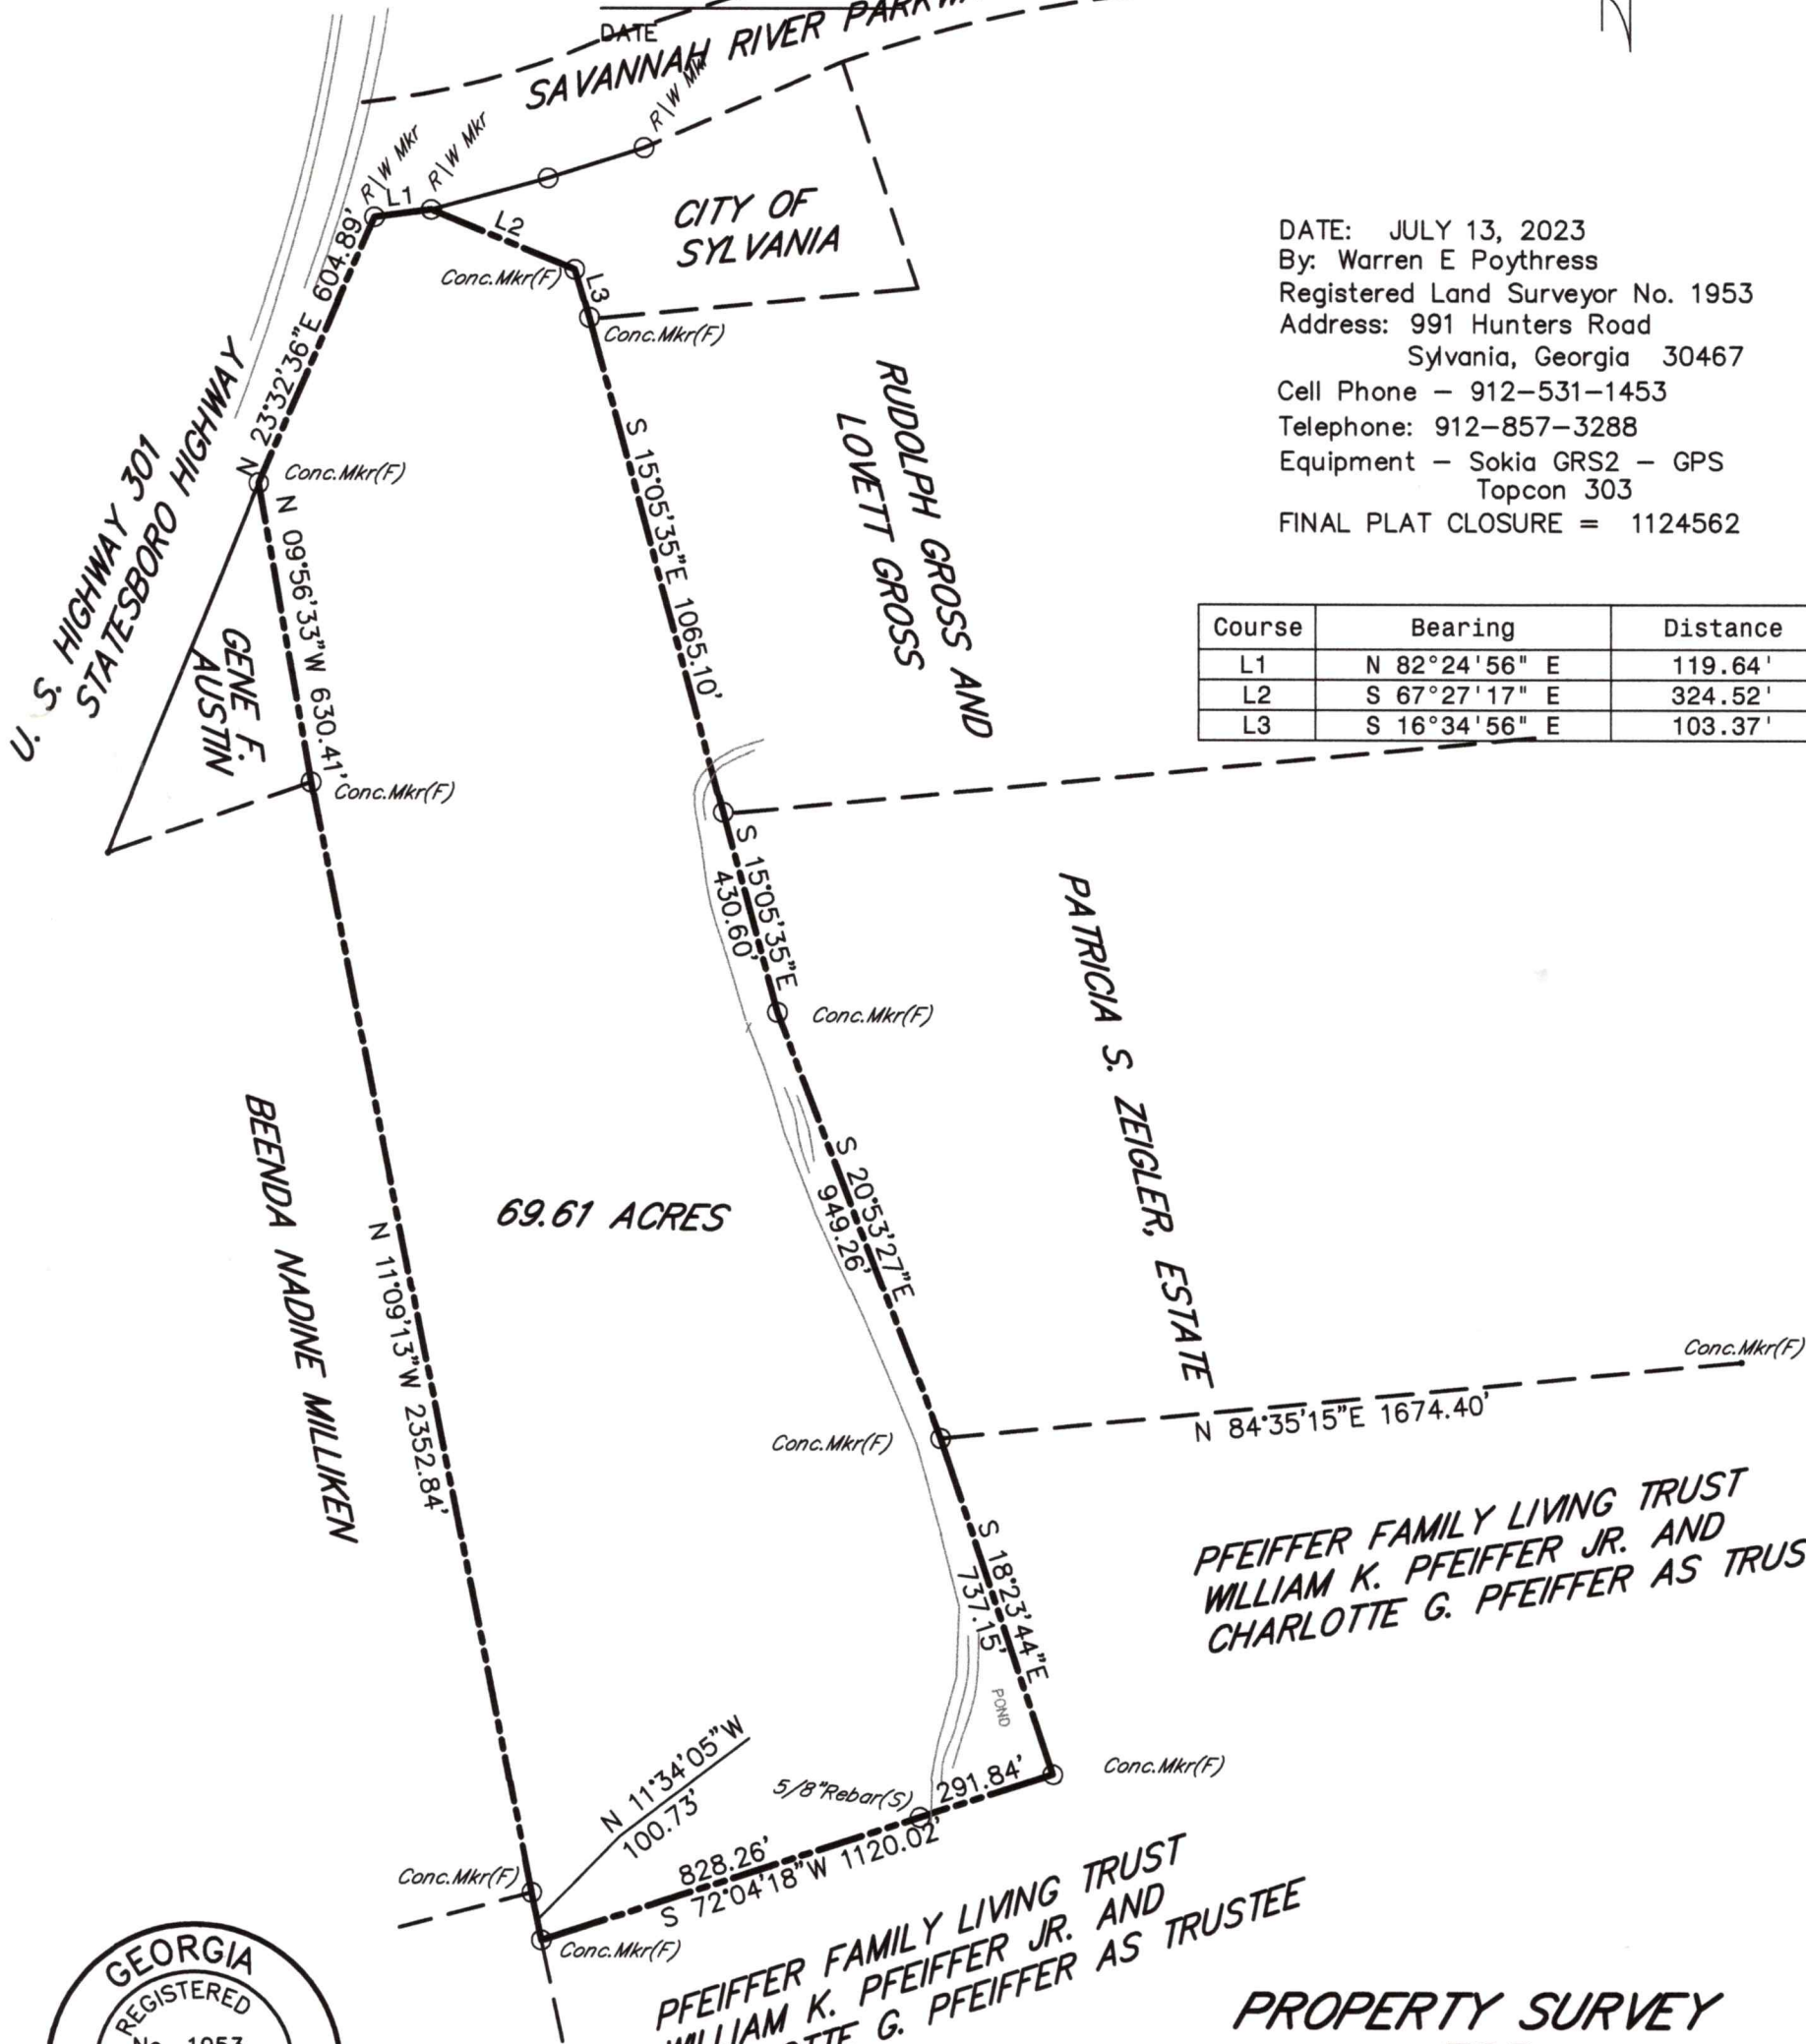 DATE
SAVANNAH RIVER
R\W Mkr
R\W Mkr
R\W
L1
L2
L3
CITY OF
SYLVANIA
Conc.Mkr(F)
Conc.Mkr(F)
N 23°32'36"E 604.89'
U. S. HIGHWAY 301
STATESBORO HIGHWAY
Conc.Mkr(F)
N 09°56'33"W 630.41'
GENE F.
AUSTIN
Conc.Mkr(F)
S 15°05'35"E 1065.10'
RUDOLPH GROSS AND
LOVETT GROSS
DATE: JULY 13, 2023
By: Warren E Poythress
Registered Land Surveyor No. 1953
Address: 991 Hunters Road
Sylvania, Georgia 30467
Cell Phone – 912–531–1453
Telephone: 912–857–3288
Equipment – Sokia GRS2 – GPS
Topcon 303
FINAL PLAT CLOSURE = 1124562
Course Bearing Distance
L1 N 82°24'56" E 119.64'
L2 S 67°27'17" E 324.52'
L3 S 16°34'56" E 103.37'
S 15°05'35"E
430.60'
Conc.Mkr(F)
PATRICIA S. ZEIGLER, ESTATE
BEENDA NADINE MILLIKEN
69.61 ACRES
N 11°09'13"W 2352.84'
S 20°53'27"E
949.26'
Conc.Mkr(F)
Conc.Mkr(F)
N 84°35'15"E 1674.40'
PFEIFFER FAMILY LIVING TRUST
WILLIAM K. PFEIFFER JR. AND
CHARLOTTE G. PFEIFFER AS TRUS
S 18°23'44"E
737.15'
POND
Conc.Mkr(F)
5/8"Rebar(S)
291.84'
N 11°34'05"W
100.73'
828.26'
S 72°04'18"W 1120.02'
Conc.Mkr(F)
Conc.Mkr(F)
PFEIFFER FAMILY LIVING TRUST
WILLIAM K. PFEIFFER JR. AND
G. PFEIFFER AS TRUSTEE
GEORGIA
REGISTERED
No. 1953
PROPERTY SURVEY